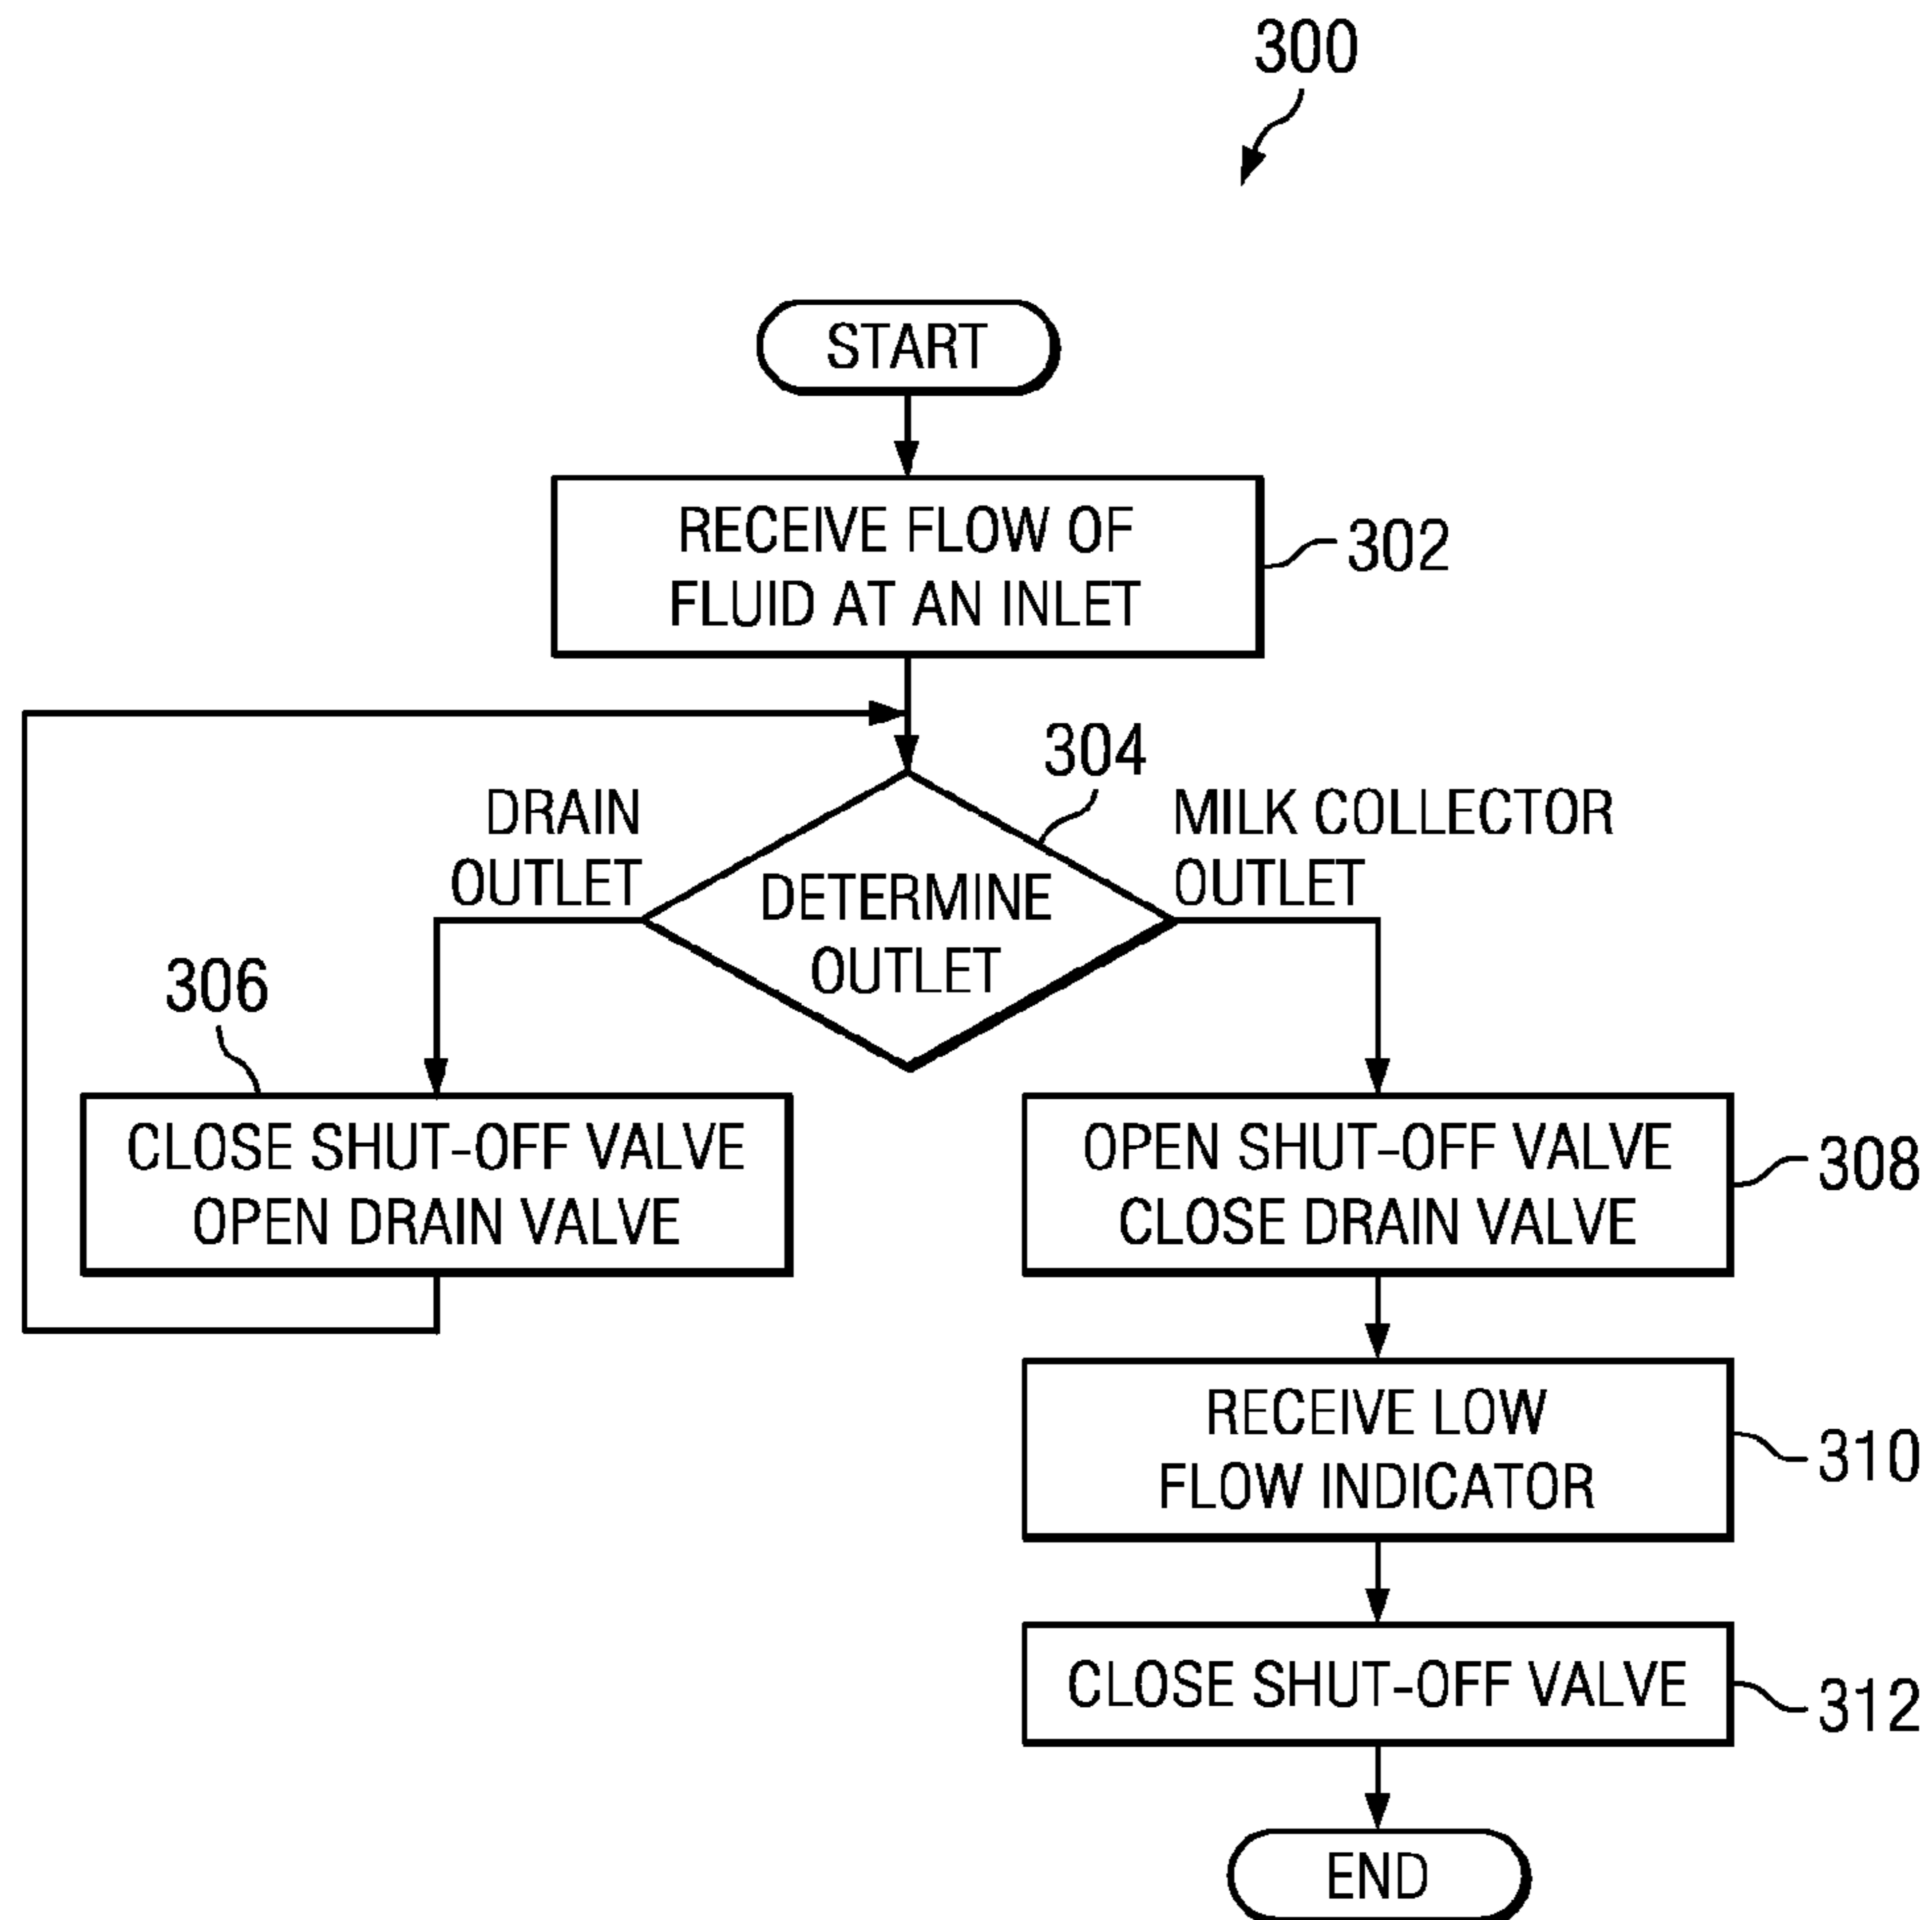 300
START
RECEIVE FLOW OF
FLUID AT AN INLET
302
304
DRAIN
OUTLET
MILK COLLECTOR
OUTLET
DETERMINE
OUTLET
306
CLOSE SHUT-OFF VALVE
OPEN DRAIN VALVE
OPEN SHUT-OFF VALVE
CLOSE DRAIN VALVE
308
RECEIVE LOW
FLOW INDICATOR
310
CLOSE SHUT-OFF VALVE
312
END